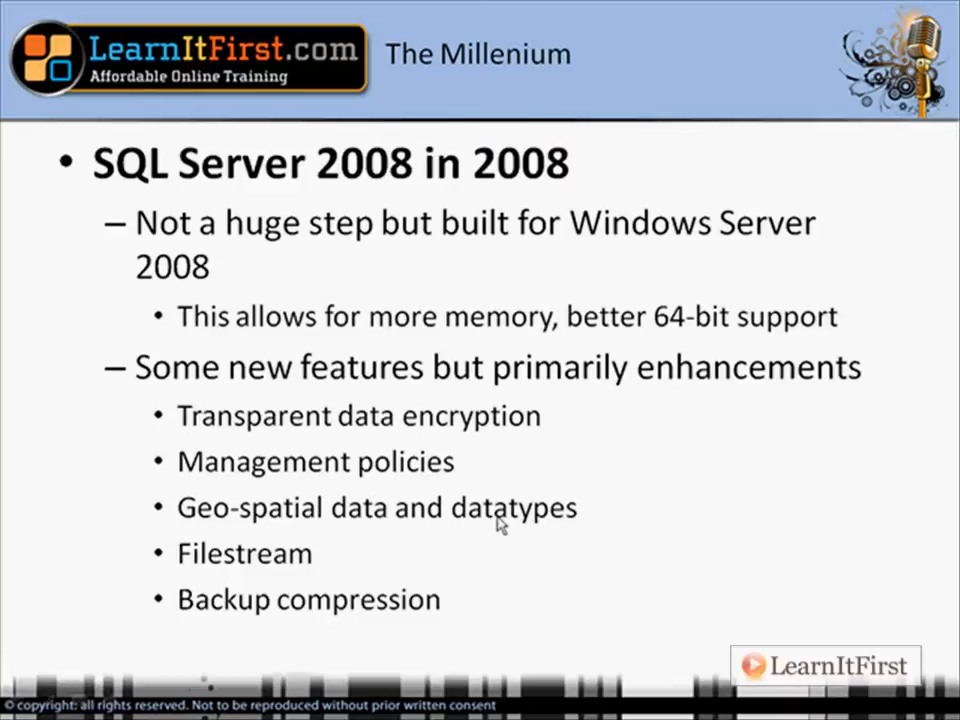 LearnItFirst.com
Affordable Online Training
The Millenium
• SQL Server 2008 in 2008
– Not a huge step but built for Windows Server
2008
• This allows for more memory, better 64-bit support
– Some new features but primarily enhancements
• Transparent data encryption
• Management policies
• Geo-spatial data and datatypes
• Filestream
• Backup compression
LearnItFirst
© copyright: all rights reserved. Not to be reproduced without prior written consent